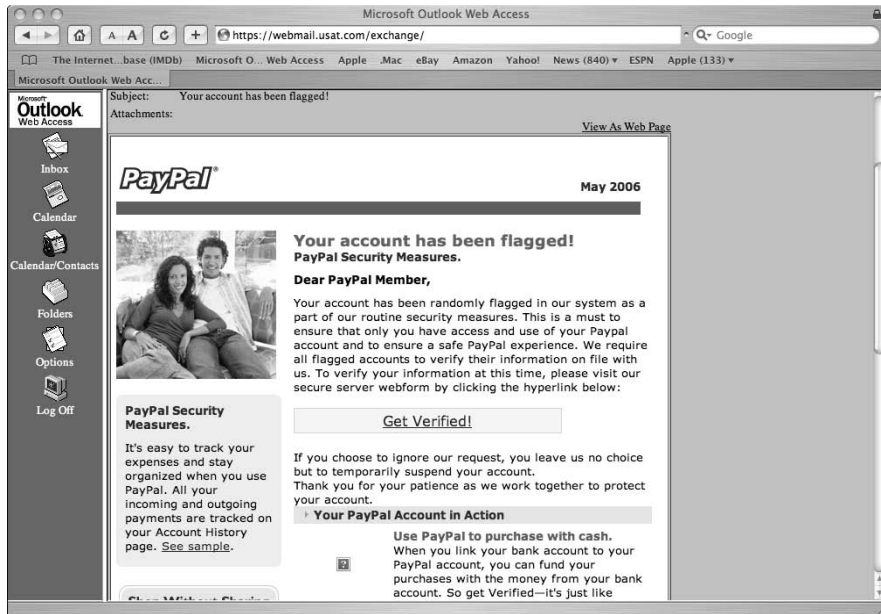 Microsoft Outlook Web Access
A A C + https://webmail.usat.com/exchange/ Q Google
The Internet...base (IMDb) Microsoft O... Web Access Apple .Mac eBay Amazon Yahoo! News (840) ▾ ESPN Apple (133) ▾
Microsoft Outlook Web Acc...
Microsoft
Outlook
Web Access
Inbox
Calendar
Calendar/Contacts
Folders
Options
Log Off
Subject: Your account has been flagged!
Attachments:
View As Web Page
PayPal®
May 2006
Your account has been flagged!
PayPal Security Measures.
Dear PayPal Member,
Your account has been randomly flagged in our system as a
part of our routine security measures. This is a must to
ensure that only you have access and use of your Paypal
account and to ensure a safe PayPal experience. We require
all flagged accounts to verify their information on file with
us. To verify your information at this time, please visit our
secure server webform by clicking the hyperlink below:
Get Verified!
If you choose to ignore our request, you leave us no choice
but to temporarily suspend your account.
Thank you for your patience as we work together to protect
your account.
PayPal Security
Measures.
It's easy to track your
expenses and stay
organized when you use
PayPal. All your
incoming and outgoing
payments are tracked on
your Account History
page. See sample.
Your PayPal Account in Action
Use PayPal to purchase with cash.
When you link your bank account to your
PayPal account, you can fund your
purchases with the money from your bank
account. So get Verified—it's just like
Shop Without Sharing